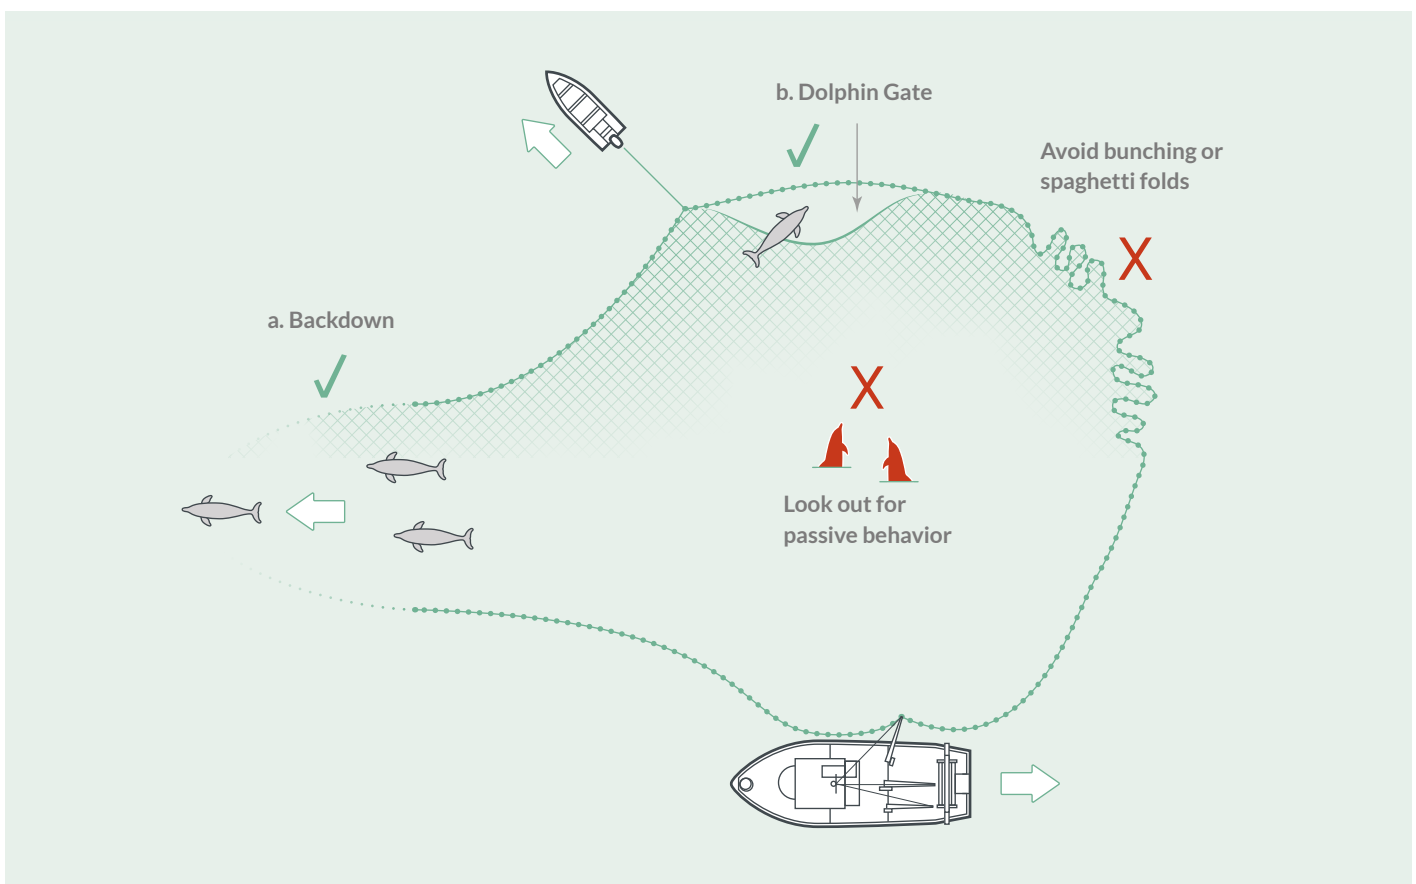 b. Dolphin Gate
Avoid bunching or
spaghetti folds
a. Backdown
Look out for
passive behavior